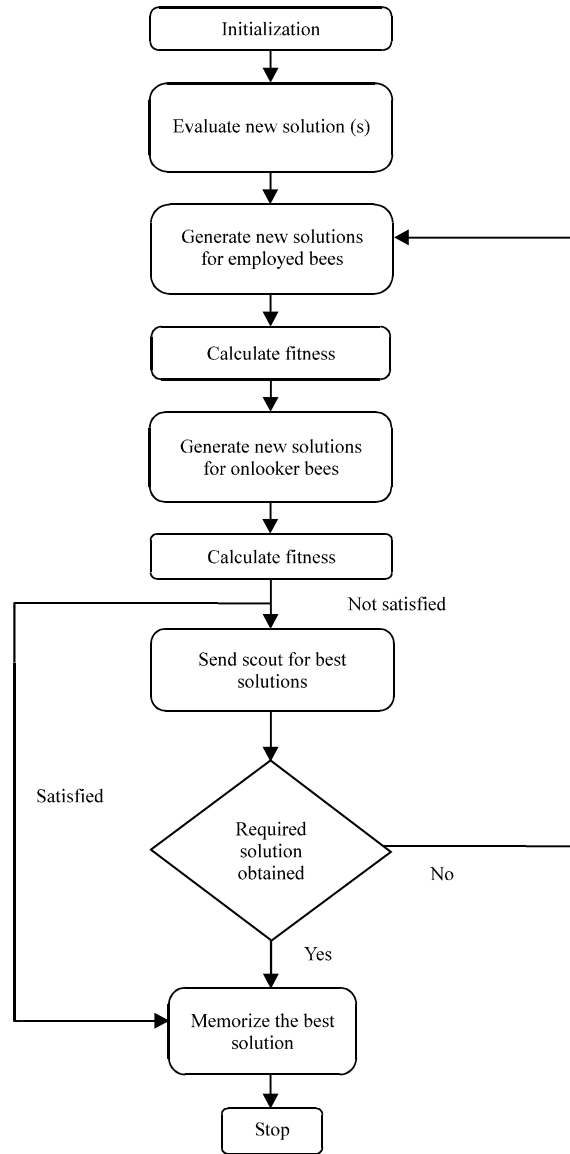 Initialization
Evaluate new solution (s)
Generate new solutions
for employed bees
Calculate fitness
Generate new solutions
for onlooker bees
Calculate fitness
Not satisfied
Send scout for best
solutions
Satisfied
Required
solution
obtained
No
Yes
Memorize the best
solution
Stop